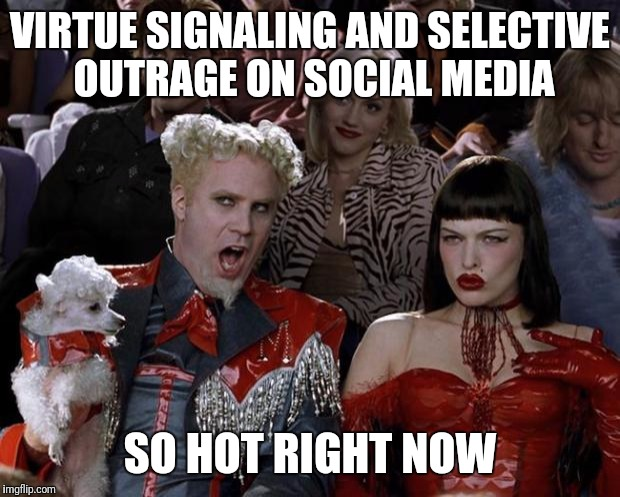 VIRTUE SIGNALING AND SELECTIVE
OUTRAGE ON SOCIAL MEDIA
SO HOT RIGHT NOW
imgflip.com